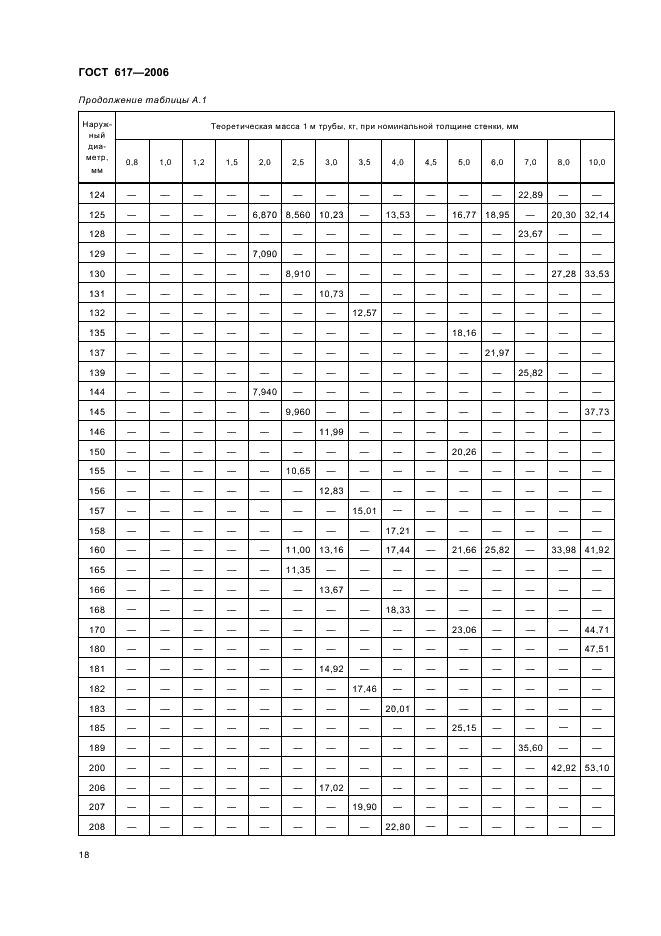 ГОСТ 617—2006
Продолжение таблицы А.1
Наруж-
ный
диа-
метр,
мм
Теоретическая масса 1 м трубы, кг, при номинальной толщине стенки, мм
0,8 1,0 1,2 1,5 2,0 2,5 3,0 3,5 4,0 4,5 5,0 6,0 7,0 8,0 10,0
124 — — — — — — — — — — — — 22,89 — —
125 — — — — 6,870 8,560 10,23 — 13,53 — 16,77 18,95 — 20,30 32,14
128 — — — — — — — — — — — — 23,67 — —
129 — — — — 7,090 — — — — — — — — — —
130 — — — — — 8,910 — — — — — — — 27,28 33,53
131 — — — — — — 10,73 — — — — — — — —
132 — — — — — — — 12,57 — — — — — — —
135 — — — — — — — — — — 18,16 — — — —
137 — — — — — — — — — — — 21,97 — — —
139 — — — — — — — — — — — — 25,82 — —
144 — — — — 7,940 — — — — — — — — — —
145 — — — — — 9,960 — — — — — — — — 37,73
146 — — — — — — 11,99 — — — — — — — —
150 — — — — — — — — — — 20,26 — — — —
155 — — — — — 10,65 — — — — — — — — —
156 — — — — — — 12,83 — — — — — — — —
157 — — — — — — — 15,01 — — — — — — —
158 — — — — — — — — 17,21 — — — — — —
160 — — — — — 11,00 13,16 — 17,44 — 21,66 25,82 — 33,98 41,92
165 — — — — — 11,35 — — — — — — — — —
166 — — — — — — 13,67 — — — — — — — —
168 — — — — — — — — 18,33 — — — — — —
170 — — — — — — — — — — 23,06 — — — 44,71
180 — — — — — — — — — — — — — — 47,51
181 — — — — — — 14,92 — — — — — — — —
182 — — — — — — — 17,46 — — — — — — —
183 — — — — — — — — 20,01 — — — — — —
185 — — — — — — — — — — 25,15 — — — —
189 — — — — — — — — — — — — 35,60 — —
200 — — — — — — — — — — — — — 42,92 53,10
206 — — — — — — 17,02 — — — — — — — —
207 — — — — — — — 19,90 — — — — — — —
208 — — — — — — — — 22,80 — — — — — —
18